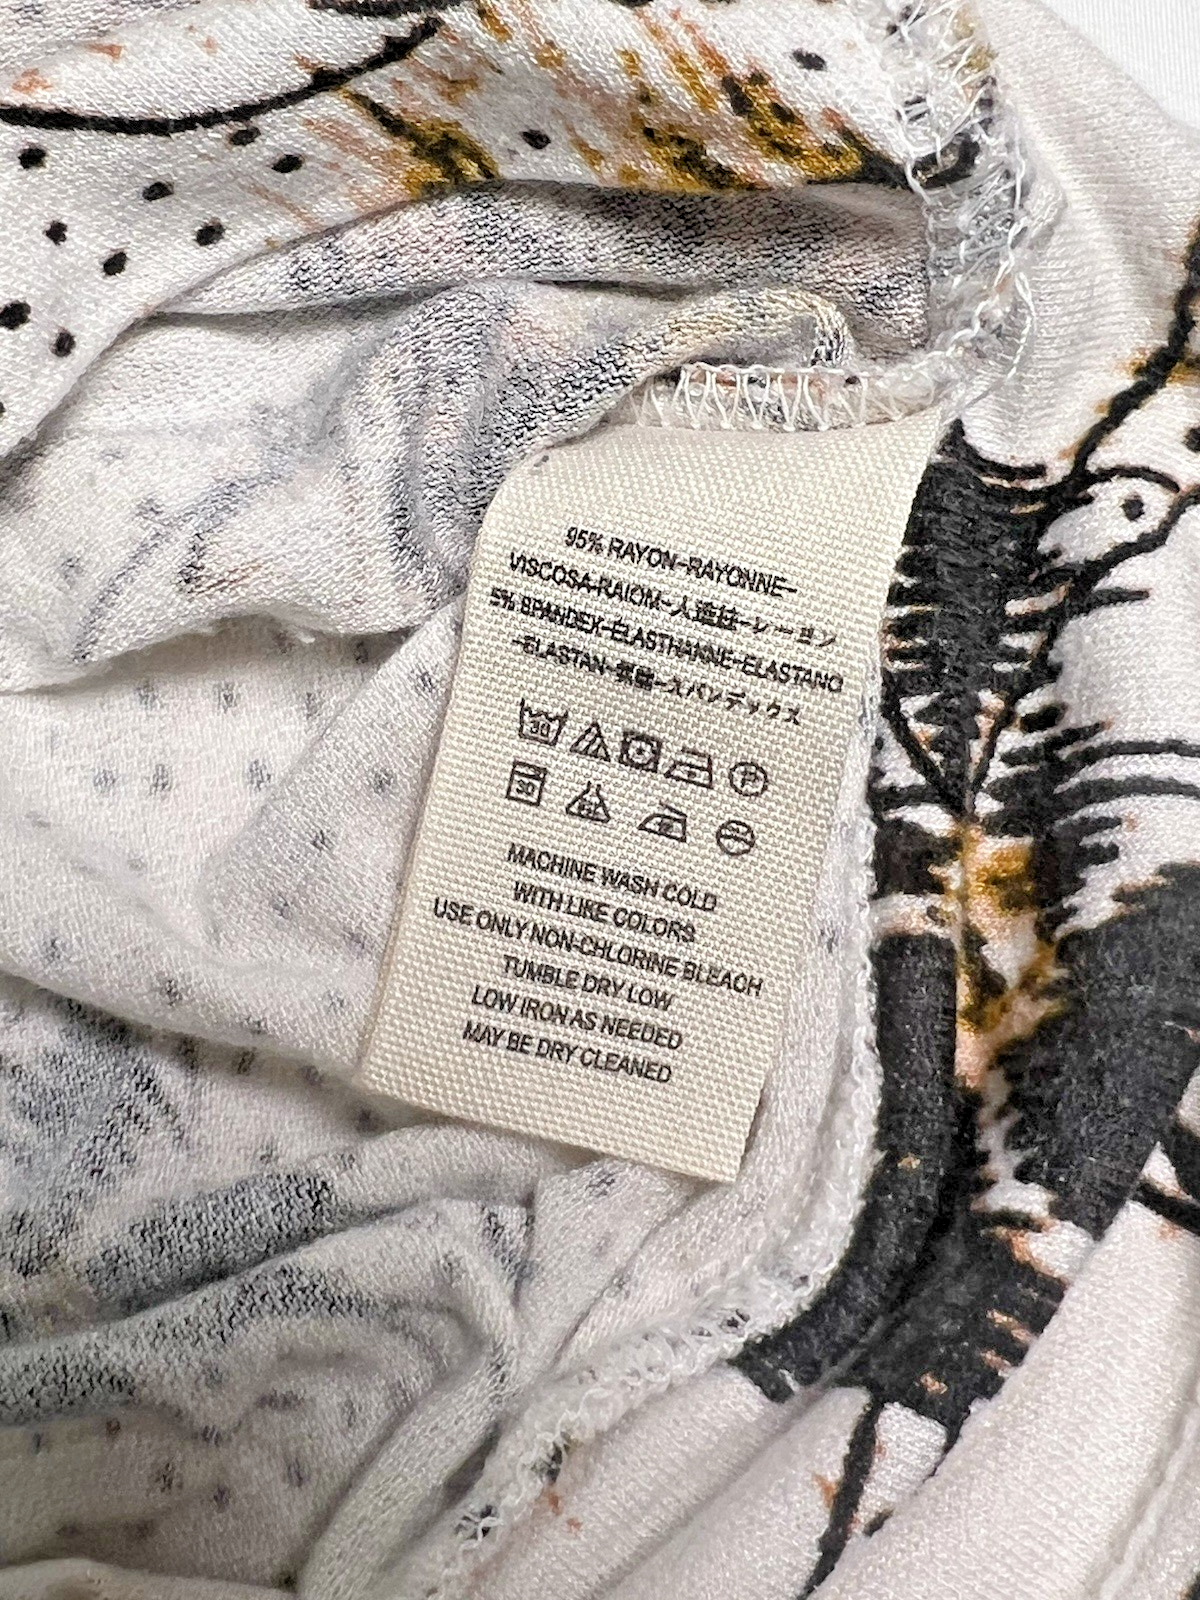 95% RAYON-RAYONNE-
VISCOSA-RAIOM-人造丝-レーヨン
5% SPANDEX-ELASTHANNE-ELASTANO
-ELASTAN-スパンデックス
30
P
30
MACHINE WASH COLD
WITH LIKE COLORS
USE ONLY NON-CHLORINE BLEACH
TUMBLE DRY LOW
LOW IRON AS NEEDED
MAY BE DRY CLEANED